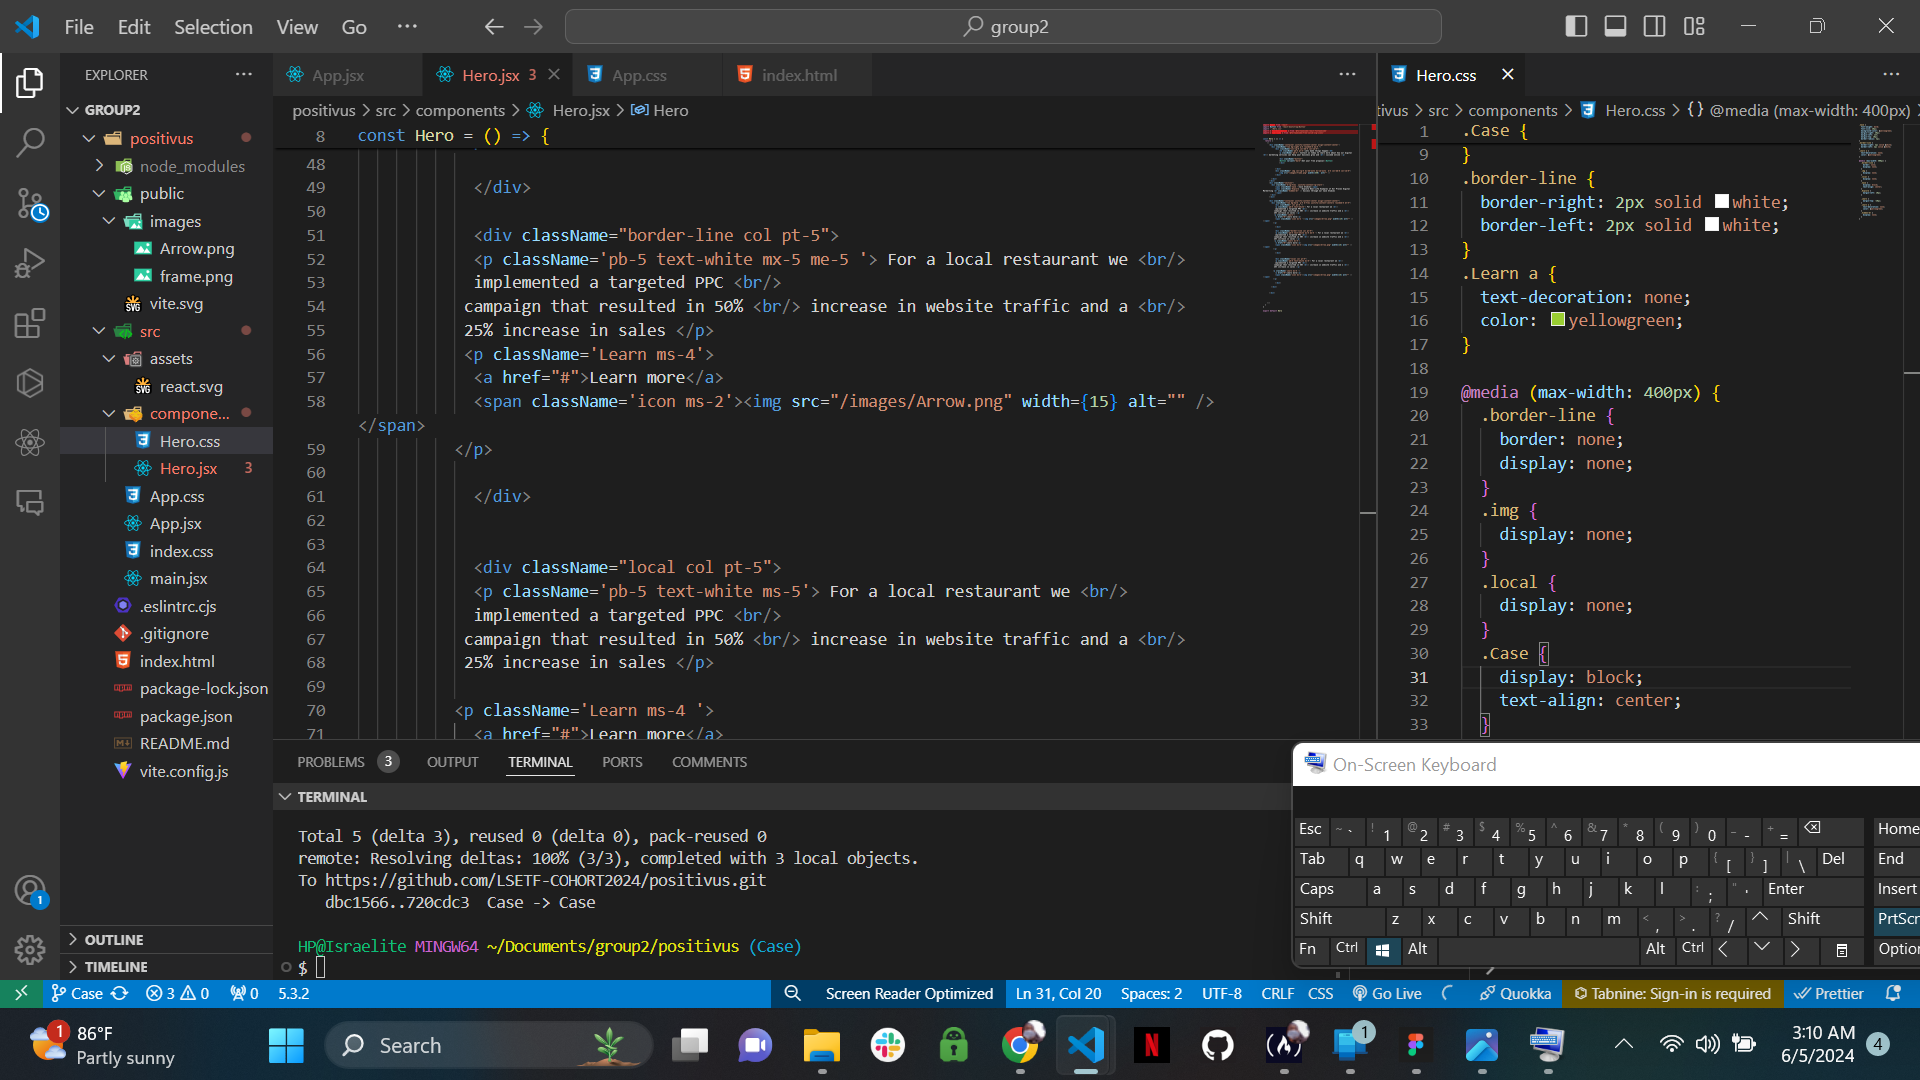 File Edit Selection View Go ··· group2
EXPLORER ···
GROUP2
positivus
node_modules
public
images
Arrow.png
frame.png
vite.svg
src
assets
react.svg
compone...
Hero.css
Hero.jsx 3
App.css
App.jsx
index.css
main.jsx
.eslintrc.cjs
.gitignore
index.html
package-lock.json
package.json
README.md
vite.config.js
OUTLINE
TIMELINE
App.jsx Hero.jsx 3 App.css index.html ···
positivus > src > components > Hero.jsx > Hero
8 const Hero = () => {
48
49 </div>
50
51 <div className="border-line col pt-5">
52 <p className='pb-5 text-white mx-5 me-5 '> For a local restaurant we <br/>
53 implemented a targeted PPC <br/>
54 campaign that resulted in 50% <br/> increase in website traffic and a <br/>
55 25% increase in sales </p>
56 <p className='Learn ms-4'>
57 <a href="#">Learn more</a>
58 <span className='icon ms-2'><img src="/images/Arrow.png" width={15} alt="" />
</span>
59 </p>
60
61 </div>
62
63
64 <div className="local col pt-5">
65 <p className='pb-5 text-white ms-5'> For a local restaurant we <br/>
66 implemented a targeted PPC <br/>
67 campaign that resulted in 50% <br/> increase in website traffic and a <br/>
68 25% increase in sales </p>
69
70 <p className='Learn ms-4 '>
71 <a href="#">Learn more</a>
Hero.css ···
tivus > src > components > Hero.css > {} @media (max-width: 400px) >
1 .Case {
9 }
10 .border-line {
11 border-right: 2px solid white;
12 border-left: 2px solid white;
13 }
14 .Learn a {
15 text-decoration: none;
16 color: yellowgreen;
17 }
18
19 @media (max-width: 400px) {
20 .border-line {
21 border: none;
22 display: none;
23 }
24 .img {
25 display: none;
26 }
27 .local {
28 display: none;
29 }
30 .Case {
31 display: block;
32 text-align: center;
33 }
PROBLEMS 3 OUTPUT TERMINAL PORTS COMMENTS
TERMINAL
Total 5 (delta 3), reused 0 (delta 0), pack-reused 0
remote: Resolving deltas: 100% (3/3), completed with 3 local objects.
To https://github.com/LSETF-COHORT2024/positivus.git
dbc1566..720cdc3 Case -> Case
HP@Israelite MINGW64 ~/Documents/group2/positivus (Case)
$
On-Screen Keyboard
Esc ~ ` ! 1 @ 2 # 3 $ 4 % 5 ^ 6 & 7 * 8 ( 9 ) 0 _ - + = Home
Tab q w e r t y u i o p { [ } ] | \ Del End
Caps a s d f g h j k l : ; " ' Enter Insert
Shift z x c v b n m < , > . ? / Shift PrtScr
Fn Ctrl Alt Alt Ctrl Option
Case 3 0 0 5.3.2 Screen Reader Optimized Ln 31, Col 20 Spaces: 2 UTF-8 CRLF CSS Go Live Quokka Tabnine: Sign-in is required Prettier
1 86°F
Partly sunny
Search
N
1
3:10 AM
6/5/2024
4